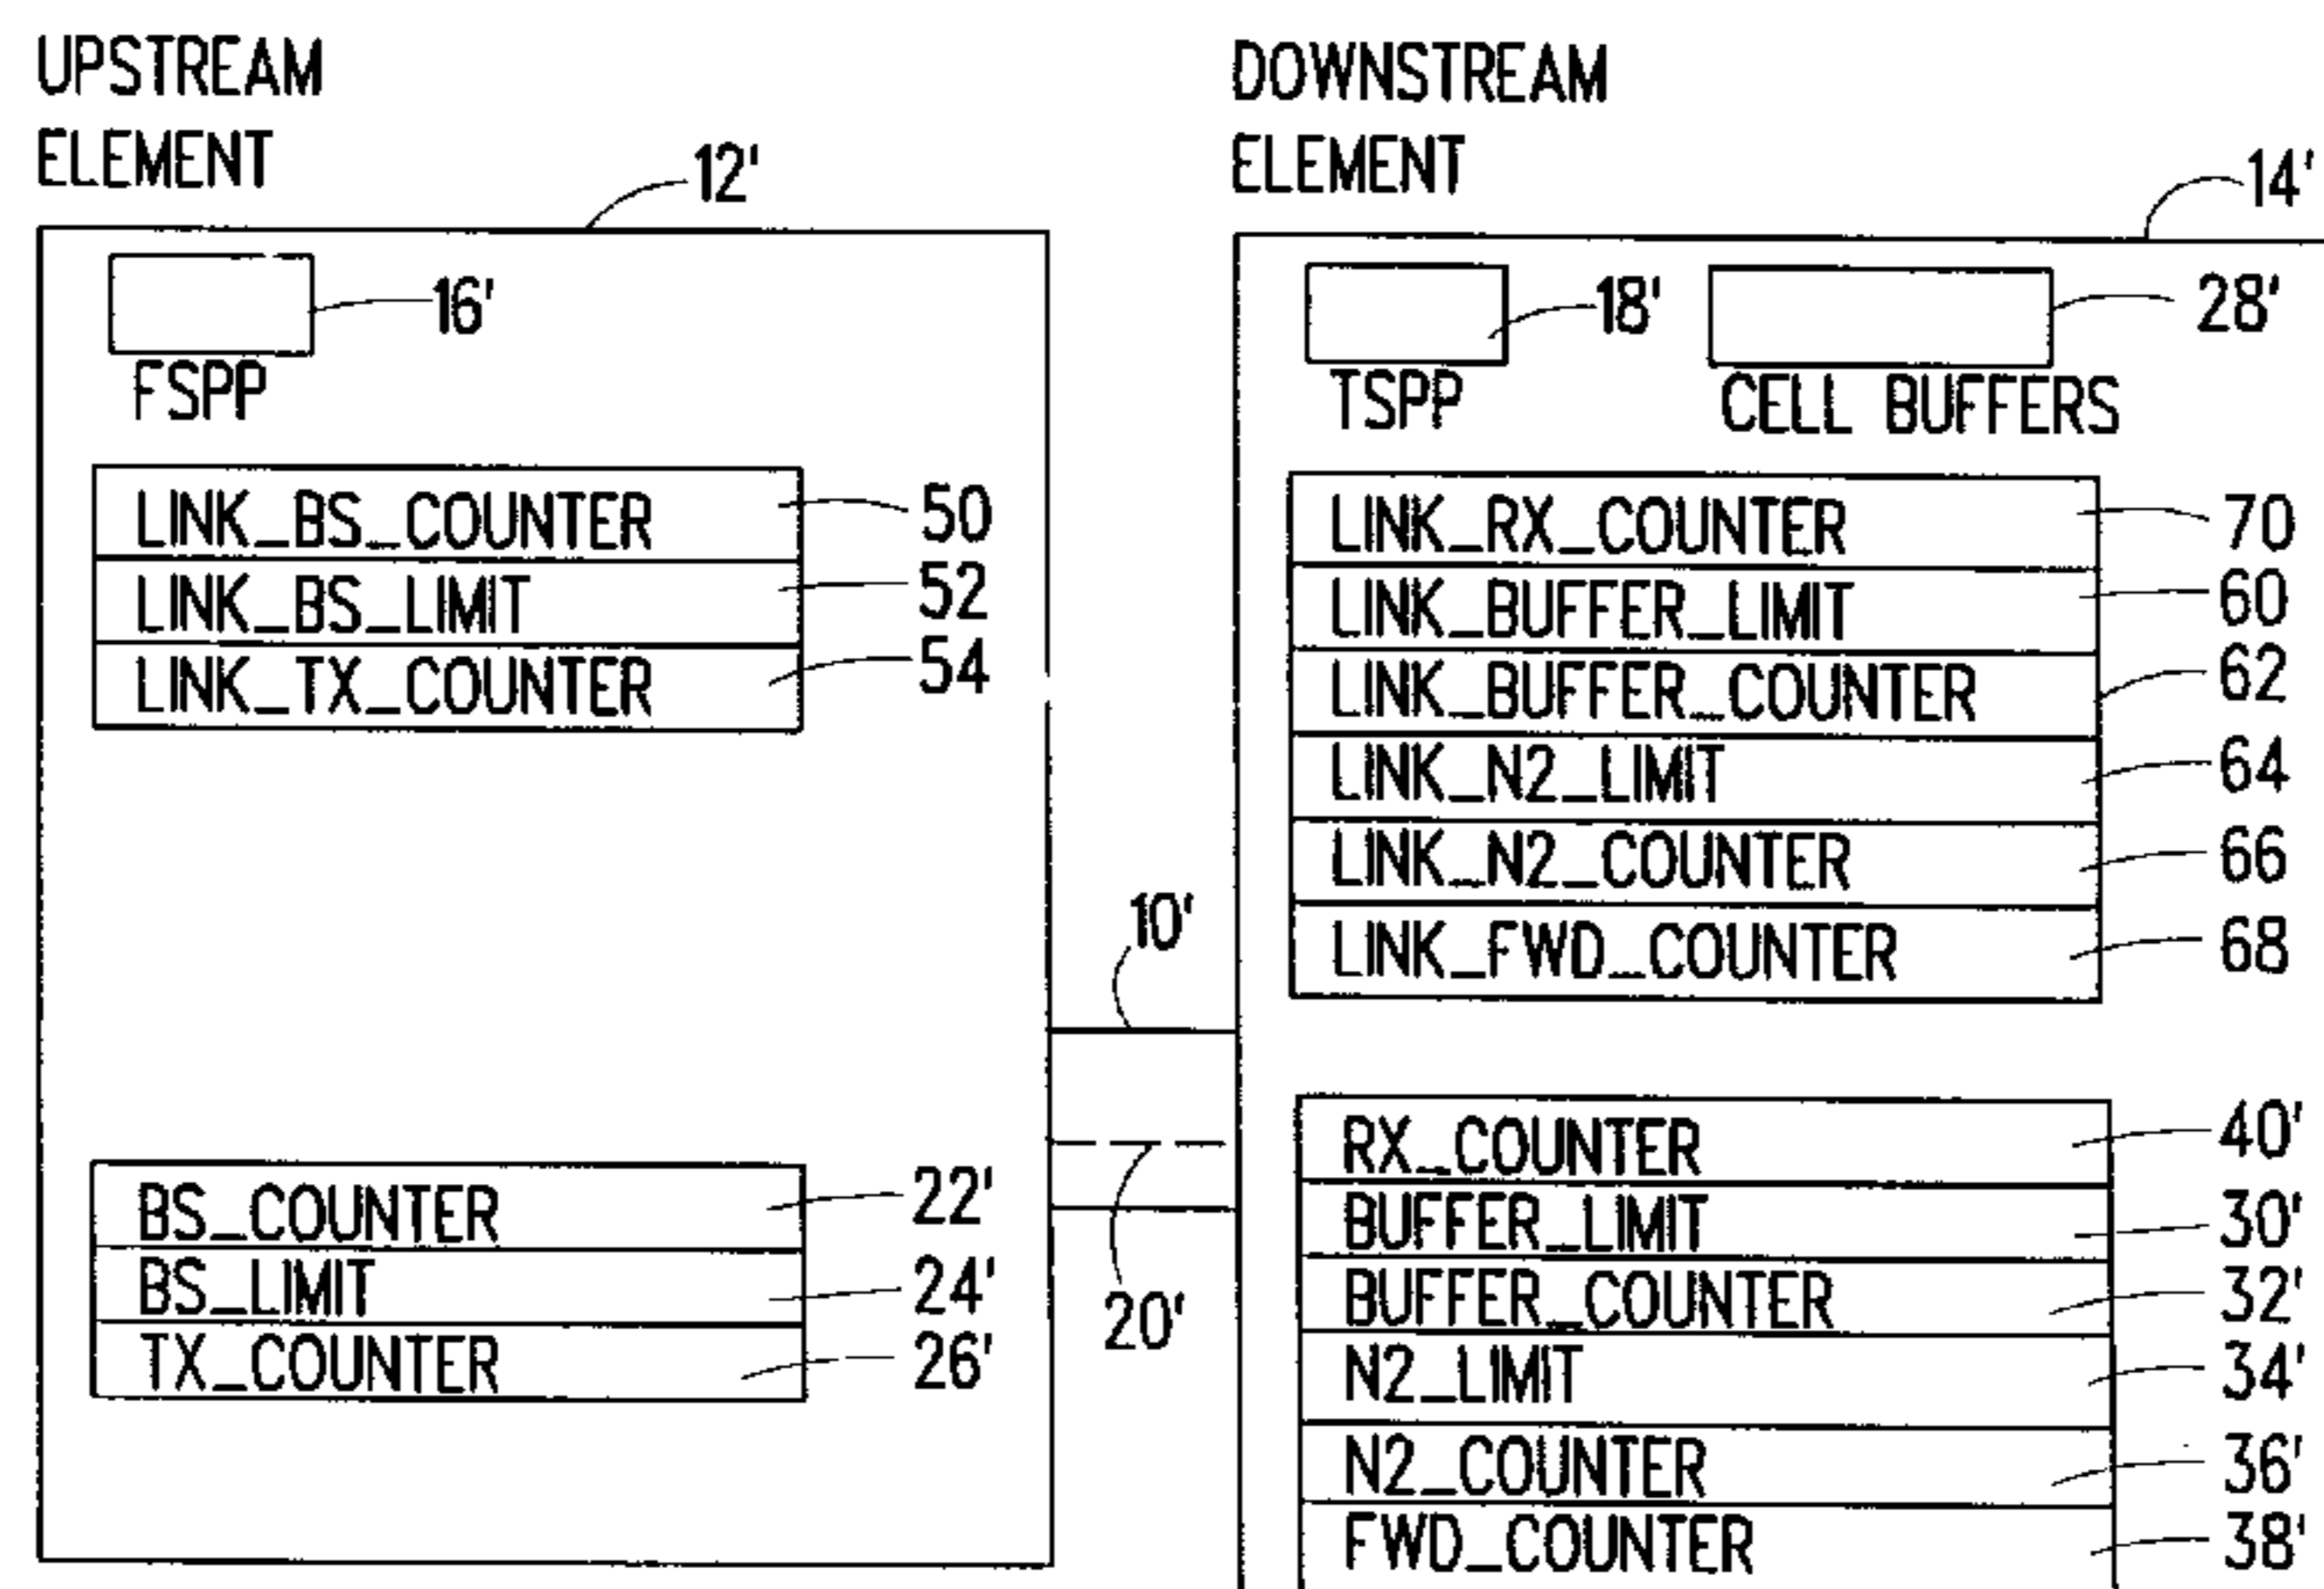 UPSTREAM
ELEMENT
12'
16'
FSPP
LINK_BS_COUNTER 50
LINK_BS_LIMIT 52
LINK_TX_COUNTER 54
BS_COUNTER 22'
BS_LIMIT 24'
TX_COUNTER 26'
10'
20'
DOWNSTREAM
ELEMENT
14'
18'
28'
TSPP
CELL BUFFERS
LINK_RX_COUNTER 70
LINK_BUFFER_LIMIT 60
LINK_BUFFER_COUNTER 62
LINK_N2_LIMIT 64
LINK_N2_COUNTER 66
LINK_FWD_COUNTER 68
RX_COUNTER 40'
BUFFER_LIMIT 30'
BUFFER_COUNTER 32'
N2_LIMIT 34'
N2_COUNTER 36'
FWD_COUNTER 38'